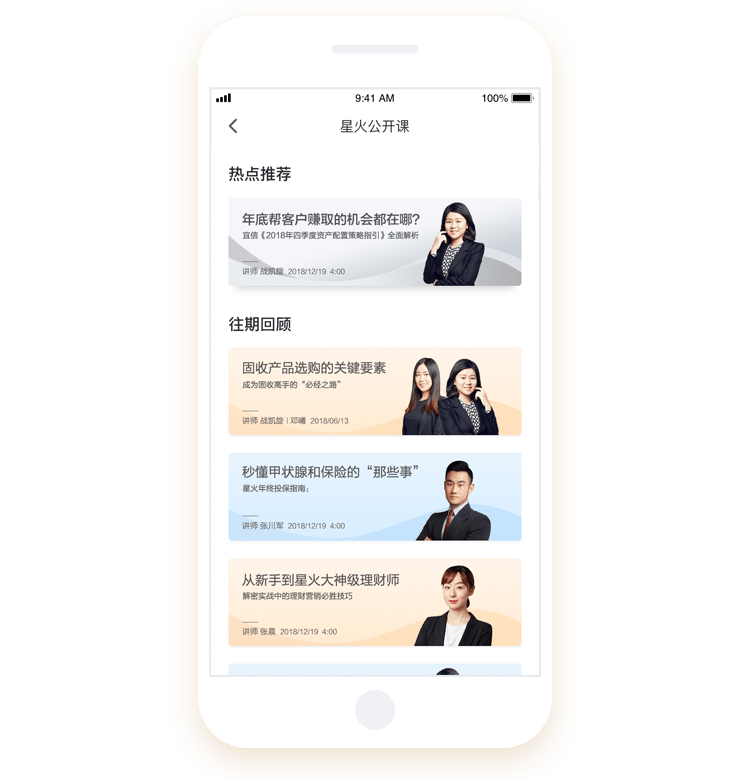 9:41 AM
100%
星火公开课
热点推荐
年底帮客户赚取的机会都在哪?
宜信《2018年四季度资产配置策略指引》全面解析
讲师 战凯旋 2018/12/19 4:00
往期回顾
固收产品选购的关键要素
成为固收高手的“必经之路”
讲师 战凯旋 | 邓曦 2018/06/13
秒懂甲状腺和保险的“那些事”
星火年终投保指南;
讲师 张川军 2018/12/19 4:00
从新手到星火大神级理财师
解密实战中的理财营销必胜技巧
讲师 张晨 2018/12/19 4:00